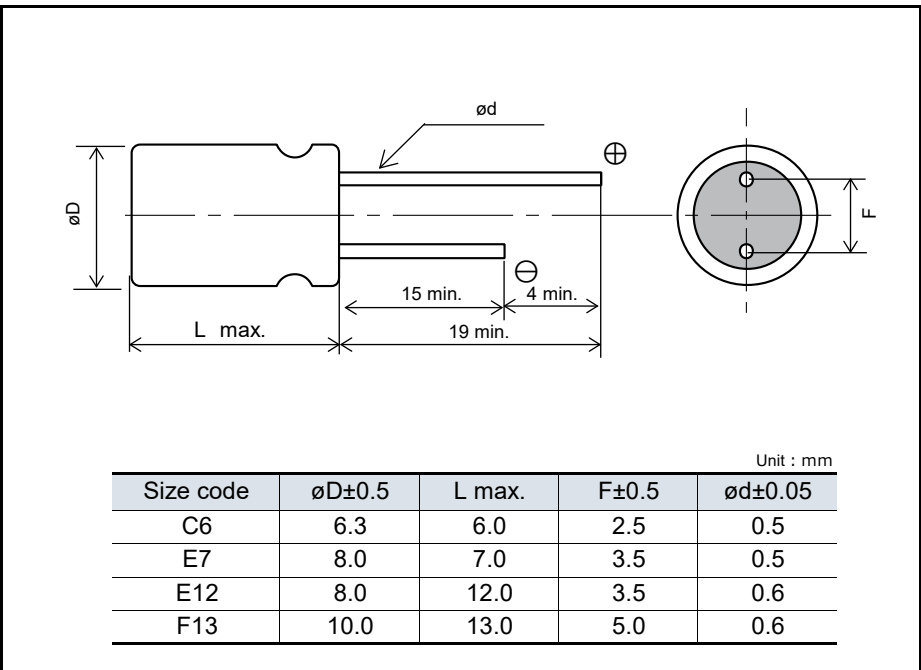 ød
⊕
øD
F
⊖
15 min.
4 min.
L max.
19 min.
Unit : mm
Size code øD±0.5 L max. F±0.5 ød±0.05
C6 6.3 6.0 2.5 0.5
E7 8.0 7.0 3.5 0.5
E12 8.0 12.0 3.5 0.6
F13 10.0 13.0 5.0 0.6